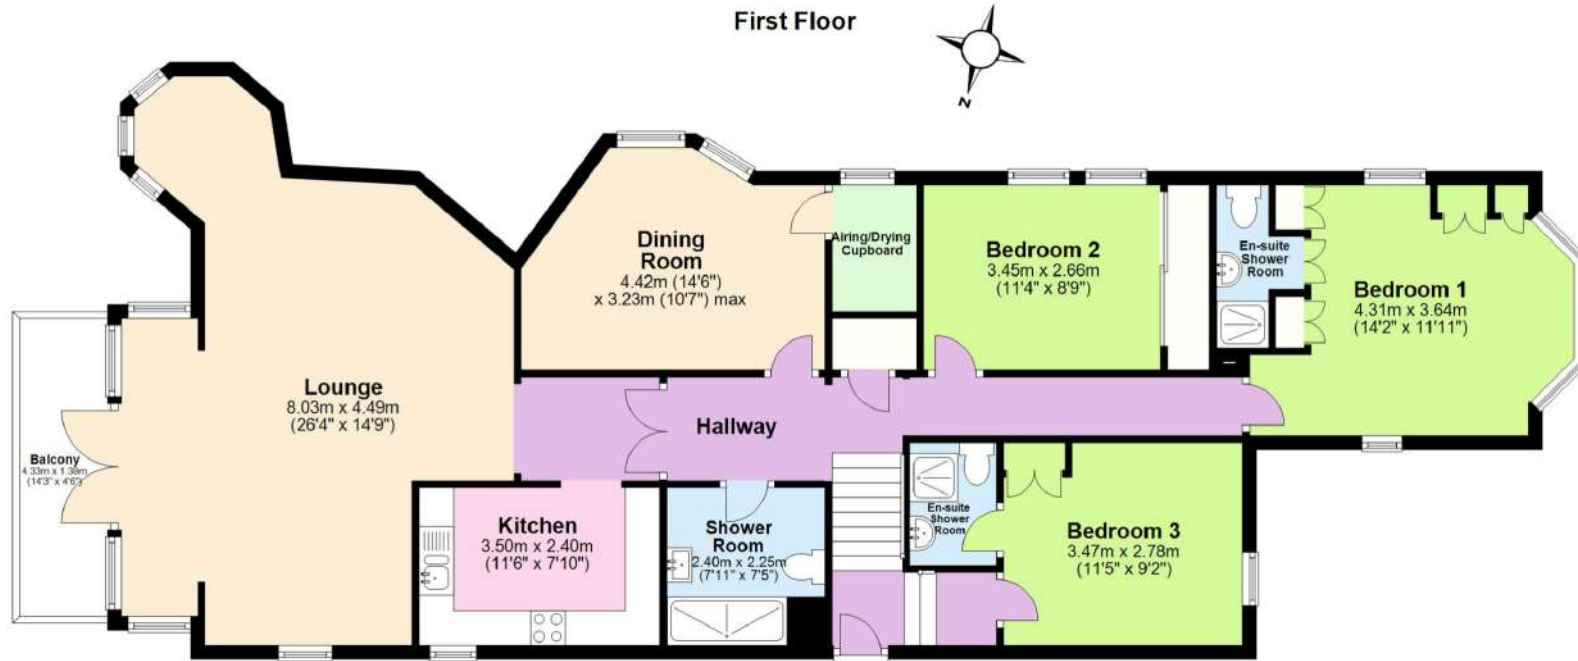 First Floor
N
Dining
Room
4.42m (14'6")
x 3.23m (10'7") max
Airing/Drying
Cupboard
Bedroom 2
3.45m x 2.66m
(11'4" x 8'9")
En-suite
Shower
Room
Bedroom 1
4.31m x 3.64m
(14'2" x 11'11")
Lounge
8.03m x 4.49m
(26'4" x 14'9")
Hallway
Balcony
4.33m x 1.38m
(14'3" x 4'6")
Kitchen
3.50m x 2.40m
(11'6" x 7'10")
Shower
Room
2.40m x 2.25m
(7'11" x 7'5")
En-suite
Shower
Room
Bedroom 3
3.47m x 2.78m
(11'5" x 9'2")